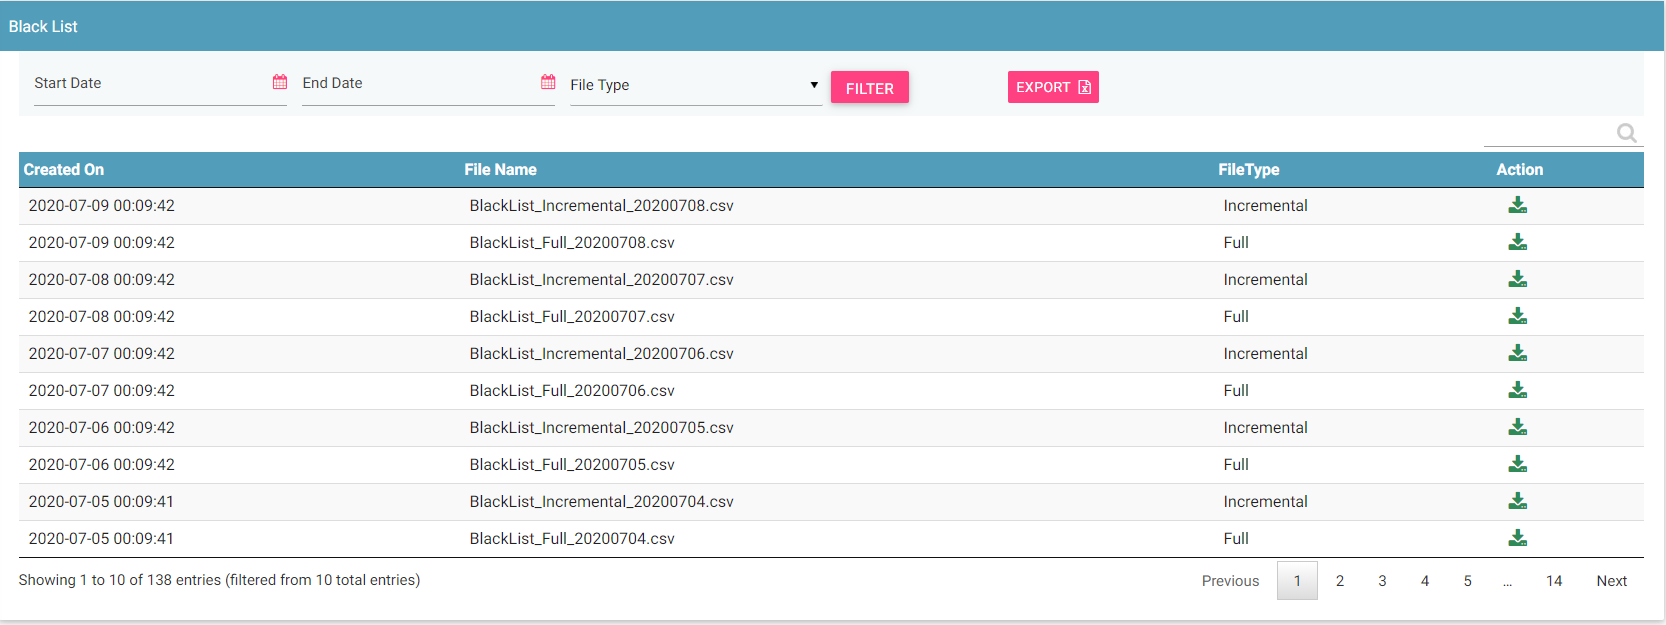 Black List
Start Date End Date File Type FILTER EXPORT
Created On File Name FileType Action
2020-07-09 00:09:42 BlackList_Incremental_20200708.csv Incremental
2020-07-09 00:09:42 BlackList_Full_20200708.csv Full
2020-07-08 00:09:42 BlackList_Incremental_20200707.csv Incremental
2020-07-08 00:09:42 BlackList_Full_20200707.csv Full
2020-07-07 00:09:42 BlackList_Incremental_20200706.csv Incremental
2020-07-07 00:09:42 BlackList_Full_20200706.csv Full
2020-07-06 00:09:42 BlackList_Incremental_20200705.csv Incremental
2020-07-06 00:09:42 BlackList_Full_20200705.csv Full
2020-07-05 00:09:41 BlackList_Incremental_20200704.csv Incremental
2020-07-05 00:09:41 BlackList_Full_20200704.csv Full
Showing 1 to 10 of 138 entries (filtered from 10 total entries) Previous 1 2 3 4 5 ... 14 Next